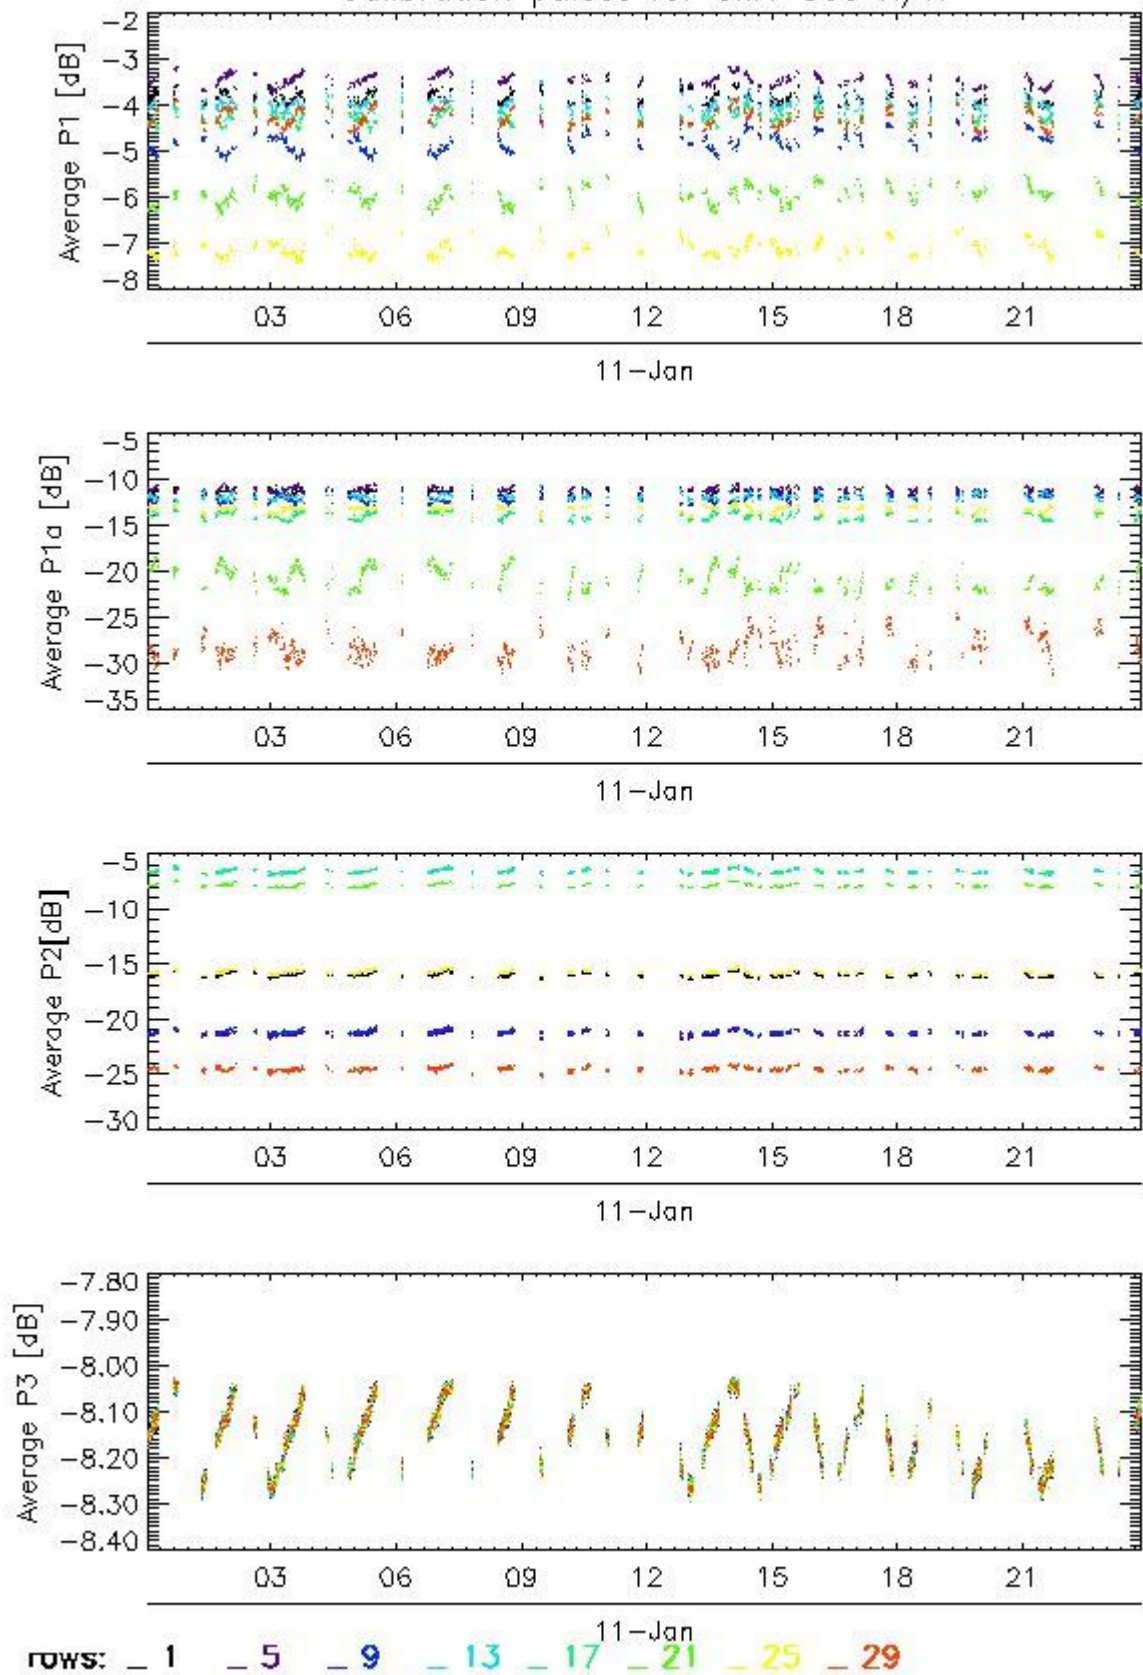 Average P1 [dB]
-2
-3
-4
-5
-6
-7
-8
03 06 09 12 15 18 21
11-Jan
Average P1a [dB]
-5
-10
-15
-20
-25
-30
-35
03 06 09 12 15 18 21
11-Jan
Average P2[dB]
-5
-10
-15
-20
-25
-30
03 06 09 12 15 18 21
11-Jan
Average P3 [dB]
-7.80
-7.90
-8.00
-8.10
-8.20
-8.30
-8.40
03 06 09 12 15 18 21
11-Jan
rows: _ 1 _ 5 _ 9 _ 13 _ 17 _ 21 _ 25 _ 29